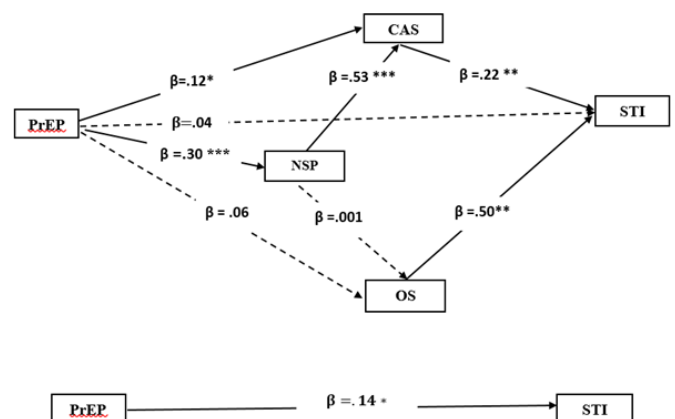 CAS
β=.12*
β =.53 ***
β =.22 **
PrEP
β=.04
STI
β =.30 ***
NSP
β = .06
β =.001
β =.50**
OS
β =. 14 *
PrEP
STI